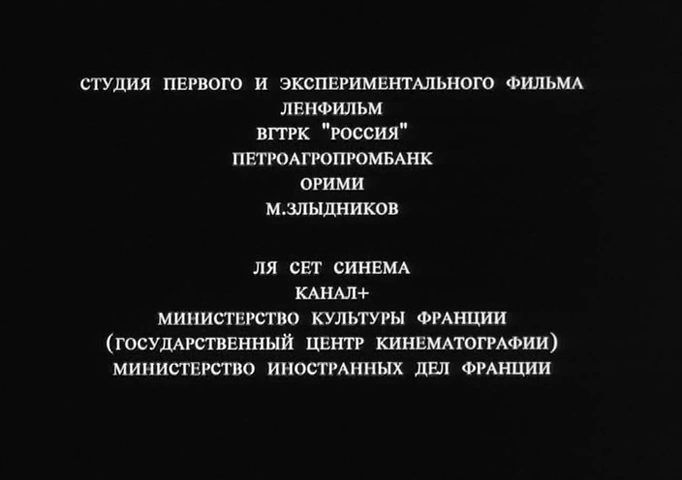 СТУДИЯ ПЕРВОГО И ЭКСПЕРИМЕНТАЛЬНОГО ФИЛЬМА
ЛЕНФИЛЬМ
ВГТРК "РОССИЯ"
ПЕТРОАГРОПРОМБАНК
ОРИМИ
М.ЗЛЫДНИКОВ
ЛЯ СЕТ СИНЕМА
КАНАЛ+
МИНИСТЕРСТВО КУЛЬТУРЫ ФРАНЦИИ
(ГОСУДАРСТВЕННЫЙ ЦЕНТР КИНЕМАТОГРАФИИ)
МИНИСТЕРСТВО ИНОСТРАННЫХ ДЕЛ ФРАНЦИИ